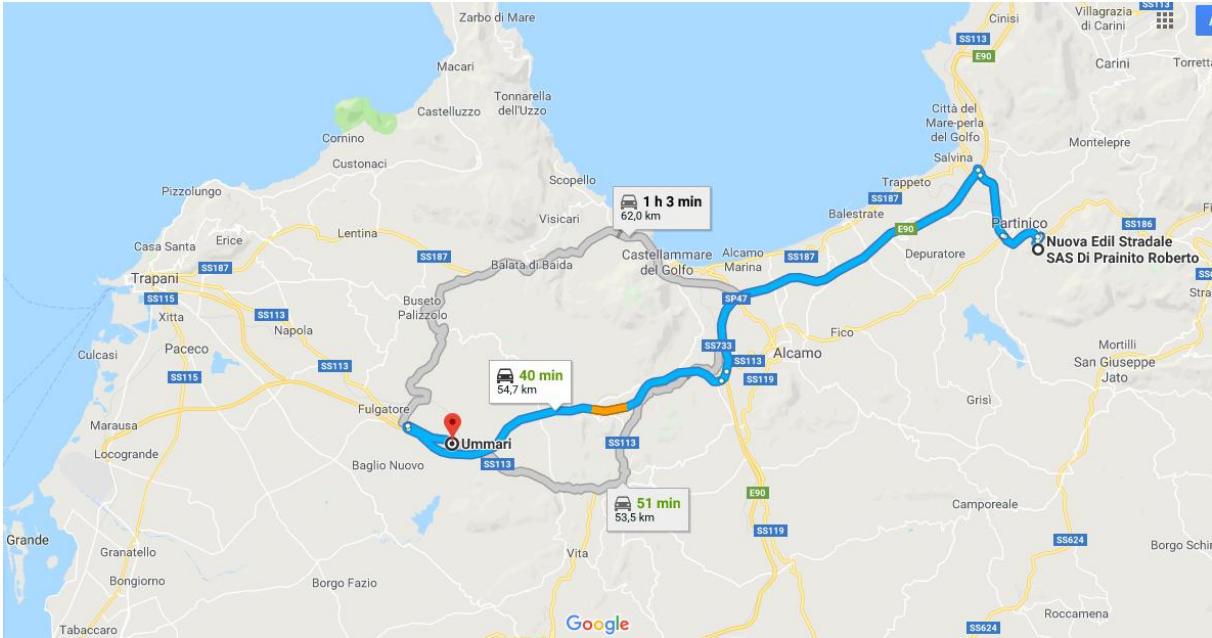 Zarbo di Mare
SS113
Villagrazia
di Carini
SS113
Cinisi
SS113
E90
Carini
Torretta
Macari
Tonnarella
dell'Uzzo
Castelluzzo
Cornino
Custonaci
Città del
Mare-perla
del Golfo
Montelepre
Salvina
Pizzolungo
Scopello
Trappeto
SS187
1 h 3 min
62,0 km
Visicari
Balestrate
E90
Partinico
SS186
Casa Santa
Erice
Lentina
SS187
SS187
Balata di Baida
Castellammare
del Golfo
Alcamo
Marina
SS187
Depuratore
Nuova Edil Stradale
SAS Di Prainito Roberto
Trapani
SS115
Xitta
SS113
Napola
Buseto
Palizzolo
SP47
Fico
Culcasi
Paceco
SS115
SS113
SS733
SS113
SS119
Alcamo
Mortilli
San Giuseppe
Jato
40 min
54,7 km
Grisì
Fulgatore
Marausa
Locogrande
Ummari
SS113
SS113
Baglio Nuovo
51 min
53,5 km
E90
SS119
Camporeale
SS624
Grande
Granatello
Bongiorno
Borgo Fazio
Vita
Google
Roccamena
SS624
Tabaccaro